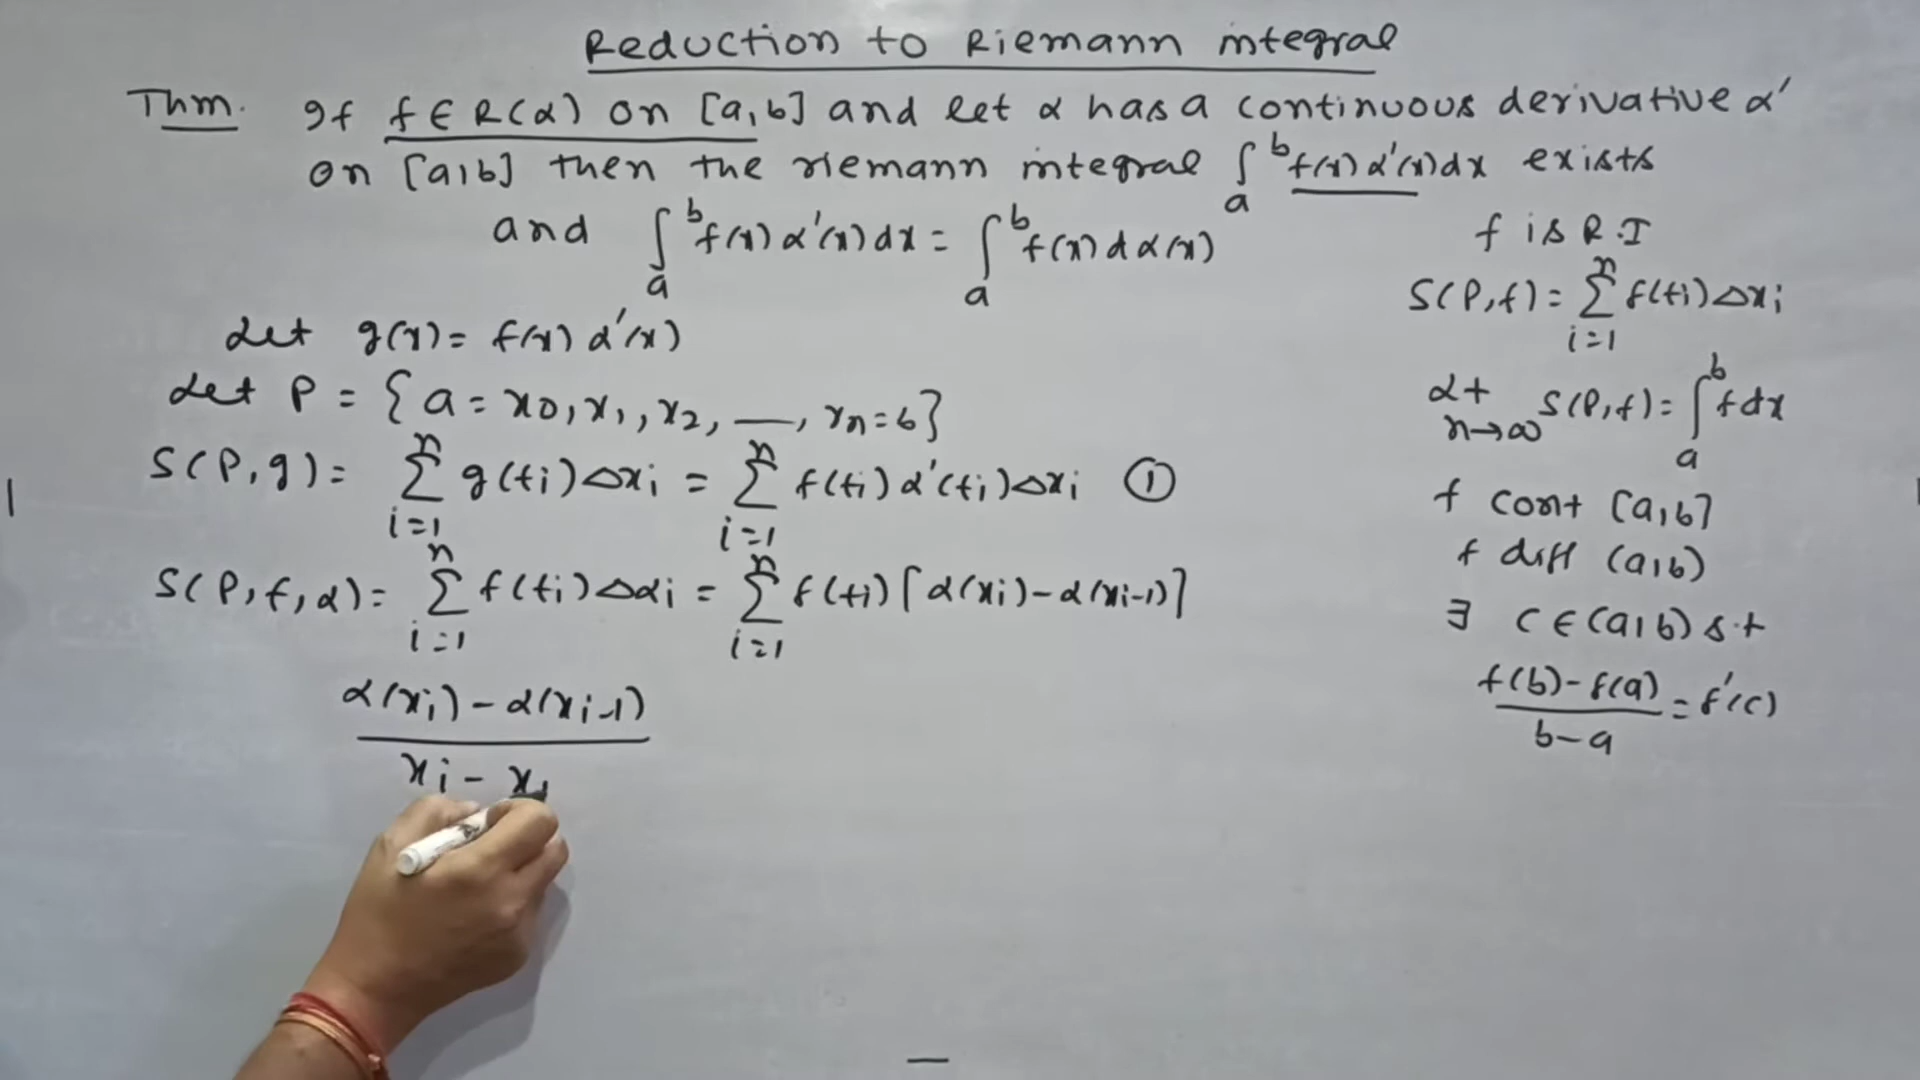 Reduction to Riemann integral
Thm. If f ∈ R(α) on [a,b] and let α has a continuous derivative α'
on [a,b] then the riemann integral ∫_a^b f(x) α'(x) dx exists
and ∫_a^b f(x) α'(x) dx = ∫_a^b f(x) dα(x)
Let g(x) = f(x) α'(x)
Let P = {a = x0, x1, x2, —, xn = b}
S(P, g) = Σ_{i=1}^n g(ti) Δxi = Σ_{i=1}^n f(ti) α'(ti) Δxi ①
S(P, f, α) = Σ_{i=1}^n f(ti) Δαi = Σ_{i=1}^n f(ti) [α(xi) - α(xi-1)]
α(xi) - α(xi-1)
xi - x
f is R.I
S(P, f) = Σ_{i=1}^n f(ti) Δxi
Lt_{n→∞} S(P, f) = ∫_a^b f dx
f cont [a,b]
f diff (a,b)
∃ c ∈ (a,b) s.t
f(b) - f(a) / b - a = f'(c)